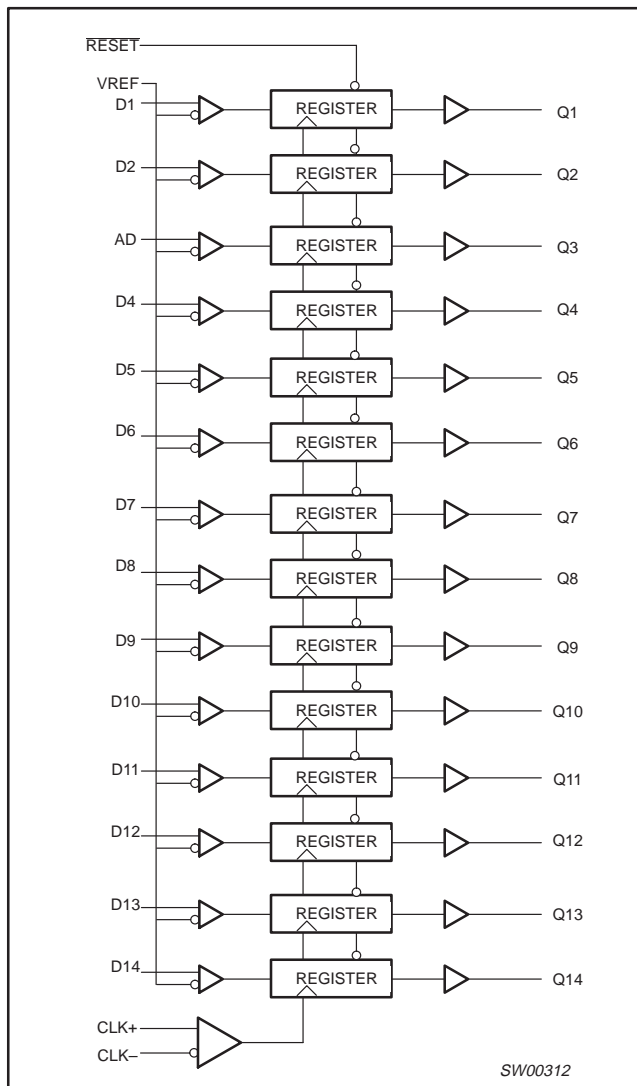 RESET
VREF
D1 REGISTER Q1
D2 REGISTER Q2
AD REGISTER Q3
D4 REGISTER Q4
D5 REGISTER Q5
D6 REGISTER Q6
D7 REGISTER Q7
D8 REGISTER Q8
D9 REGISTER Q9
D10 REGISTER Q10
D11 REGISTER Q11
D12 REGISTER Q12
D13 REGISTER Q13
D14 REGISTER Q14
CLK+
CLK–
SW00312